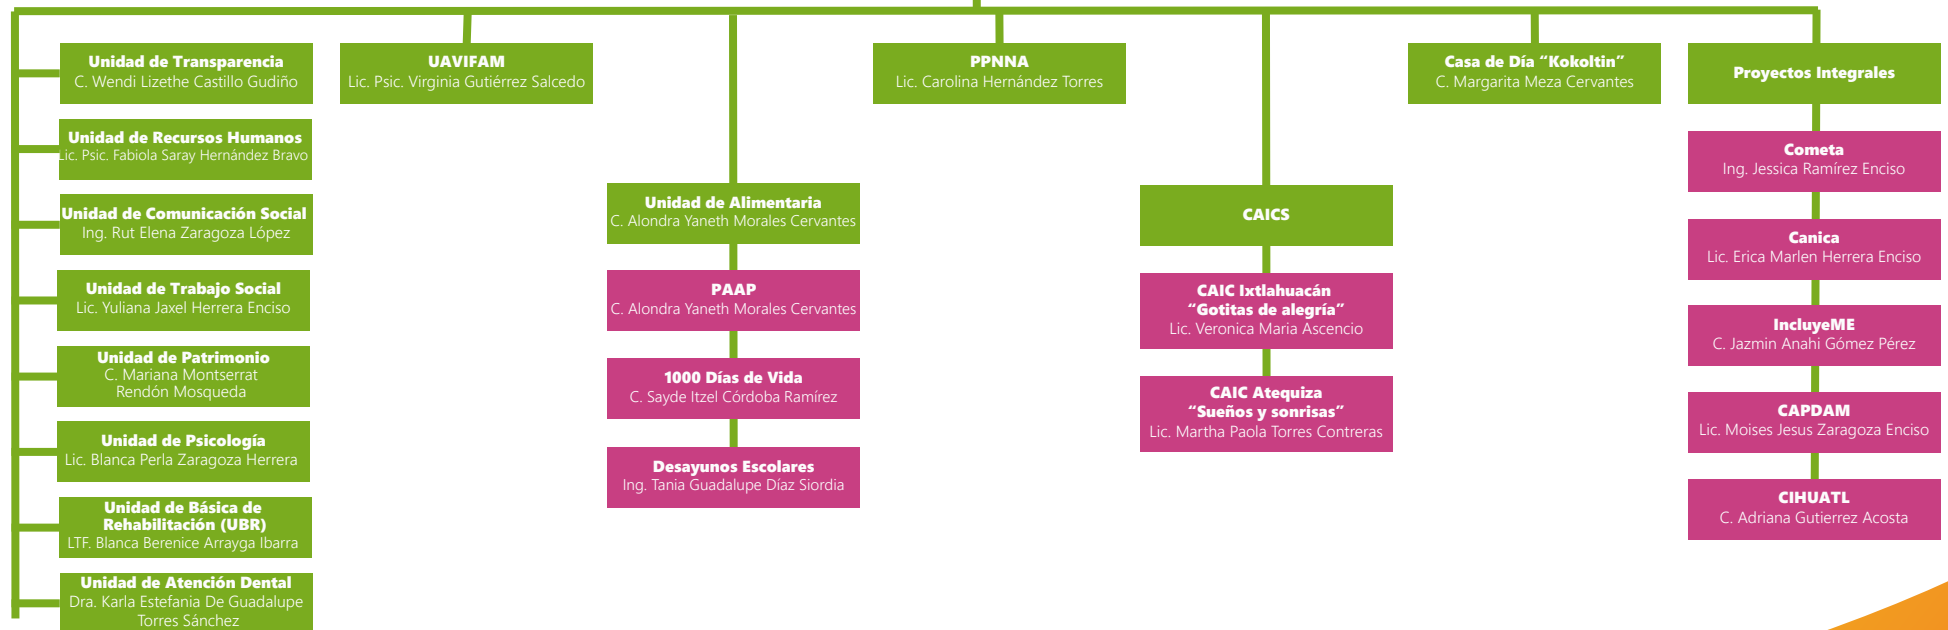 Unidad de Transparencia
C. Wendi Lizethe Castillo Gudiño
Unidad de Recursos Humanos
Lic. Psic. Fabiola Saray Hernández Bravo
Unidad de Comunicación Social
Ing. Rut Elena Zaragoza López
Unidad de Trabajo Social
Lic. Yuliana Jaxel Herrera Enciso
Unidad de Patrimonio
C. Mariana Montserrat
Rendón Mosqueda
Unidad de Psicología
Lic. Blanca Perla Zaragoza Herrera
Unidad de Básica de
Rehabilitación (UBR)
LTF. Blanca Berenice Arrayga Ibarra
Unidad de Atención Dental
Dra. Karla Estefania De Guadalupe
Torres Sánchez
UAVIFAM
Lic. Psic. Virginia Gutiérrez Salcedo
Unidad de Alimentaria
C. Alondra Yaneth Morales Cervantes
PAAP
C. Alondra Yaneth Morales Cervantes
1000 Días de Vida
C. Sayde Itzel Córdoba Ramírez
Desayunos Escolares
Ing. Tania Guadalupe Díaz Siordia
PPNNA
Lic. Carolina Hernández Torres
CAICS
CAIC Ixtlahuacán
“Gotitas de alegría”
Lic. Veronica Maria Ascencio
CAIC Atequiza
“Sueños y sonrisas”
Lic. Martha Paola Torres Contreras
Casa de Día “Kokoltin”
C. Margarita Meza Cervantes
Proyectos Integrales
Cometa
Ing. Jessica Ramírez Enciso
Canica
Lic. Erica Marlen Herrera Enciso
IncluyeME
C. Jazmin Anahi Gómez Pérez
CAPDAM
Lic. Moises Jesus Zaragoza Enciso
CIHUATL
C. Adriana Gutierrez Acosta